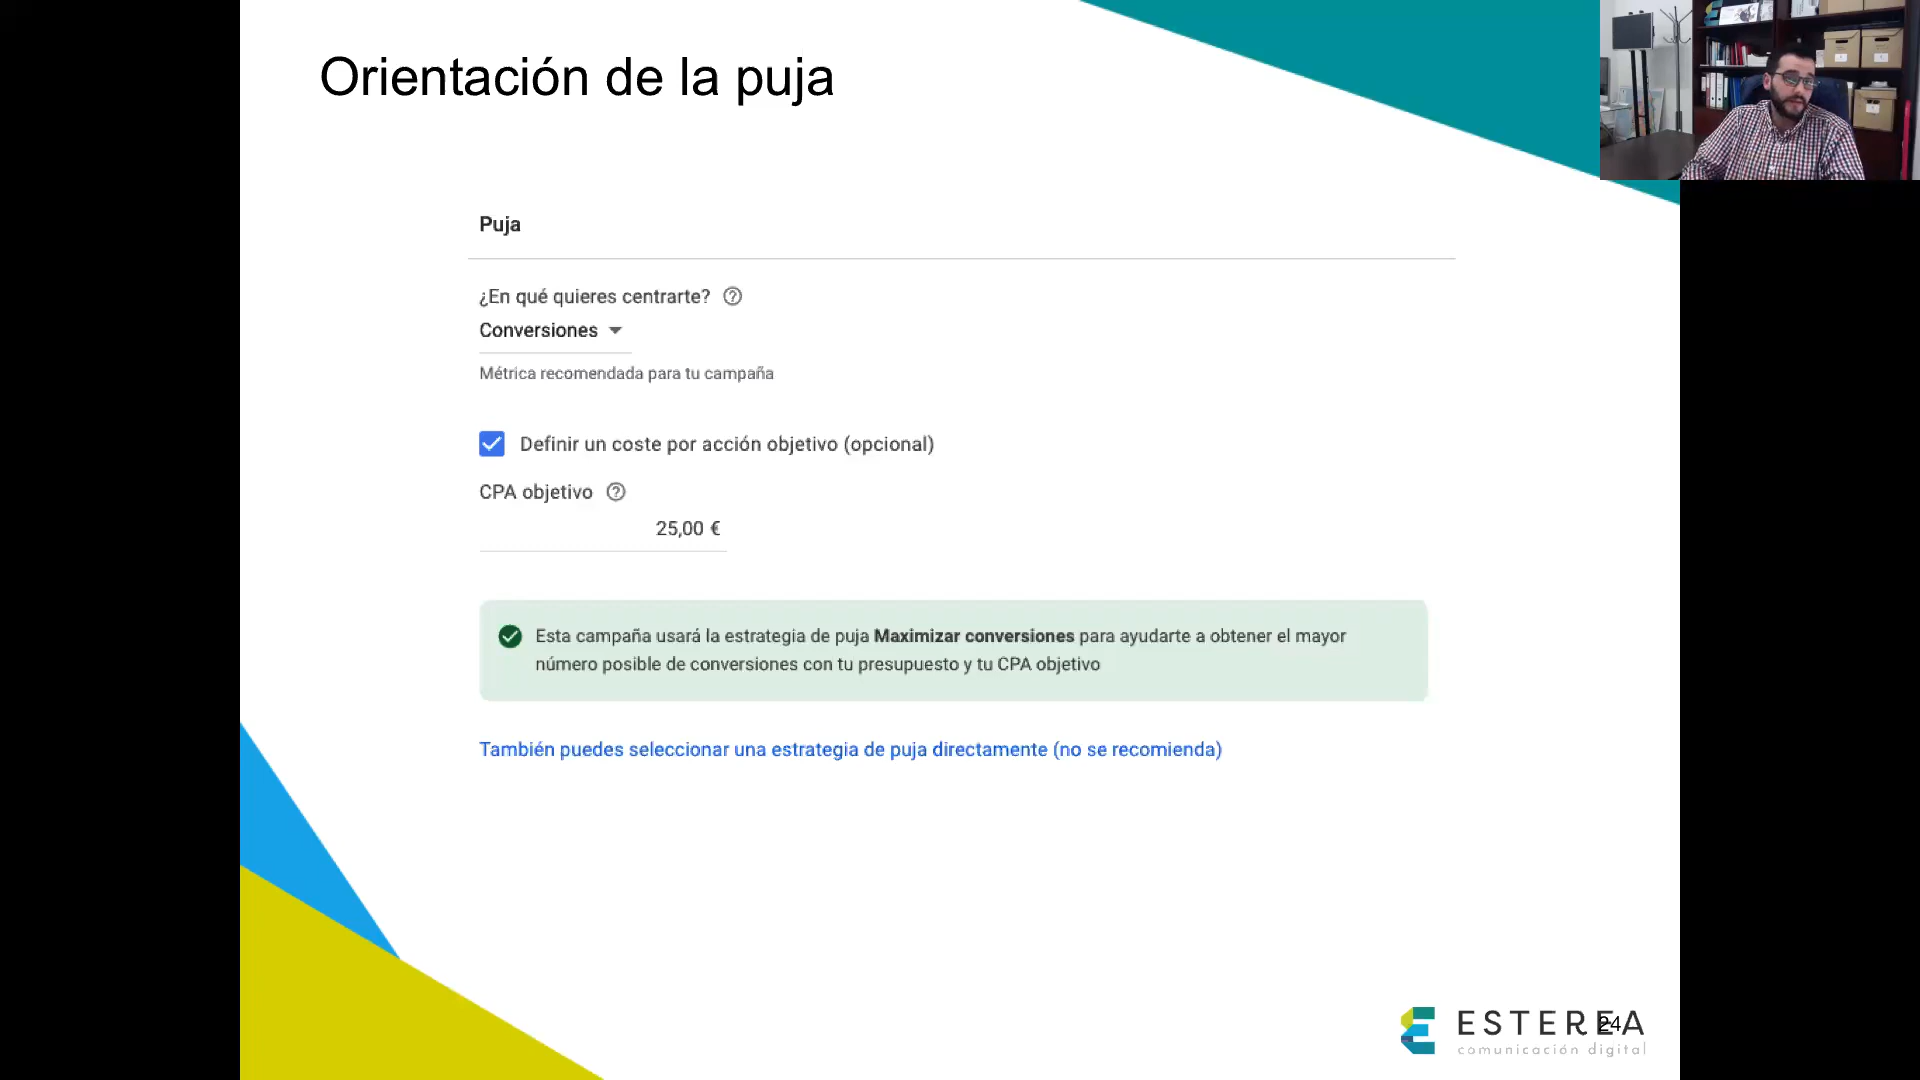 Orientación de la puja
Puja
¿En qué quieres centrarte?
Conversiones
Métrica recomendada para tu campaña
Definir un coste por acción objetivo (opcional)
CPA objetivo
25,00 €
Esta campaña usará la estrategia de puja Maximizar conversiones para ayudarte a obtener el mayor
número posible de conversiones con tu presupuesto y tu CPA objetivo
También puedes seleccionar una estrategia de puja directamente (no se recomienda)
ESTEREA
24
comunicación digital